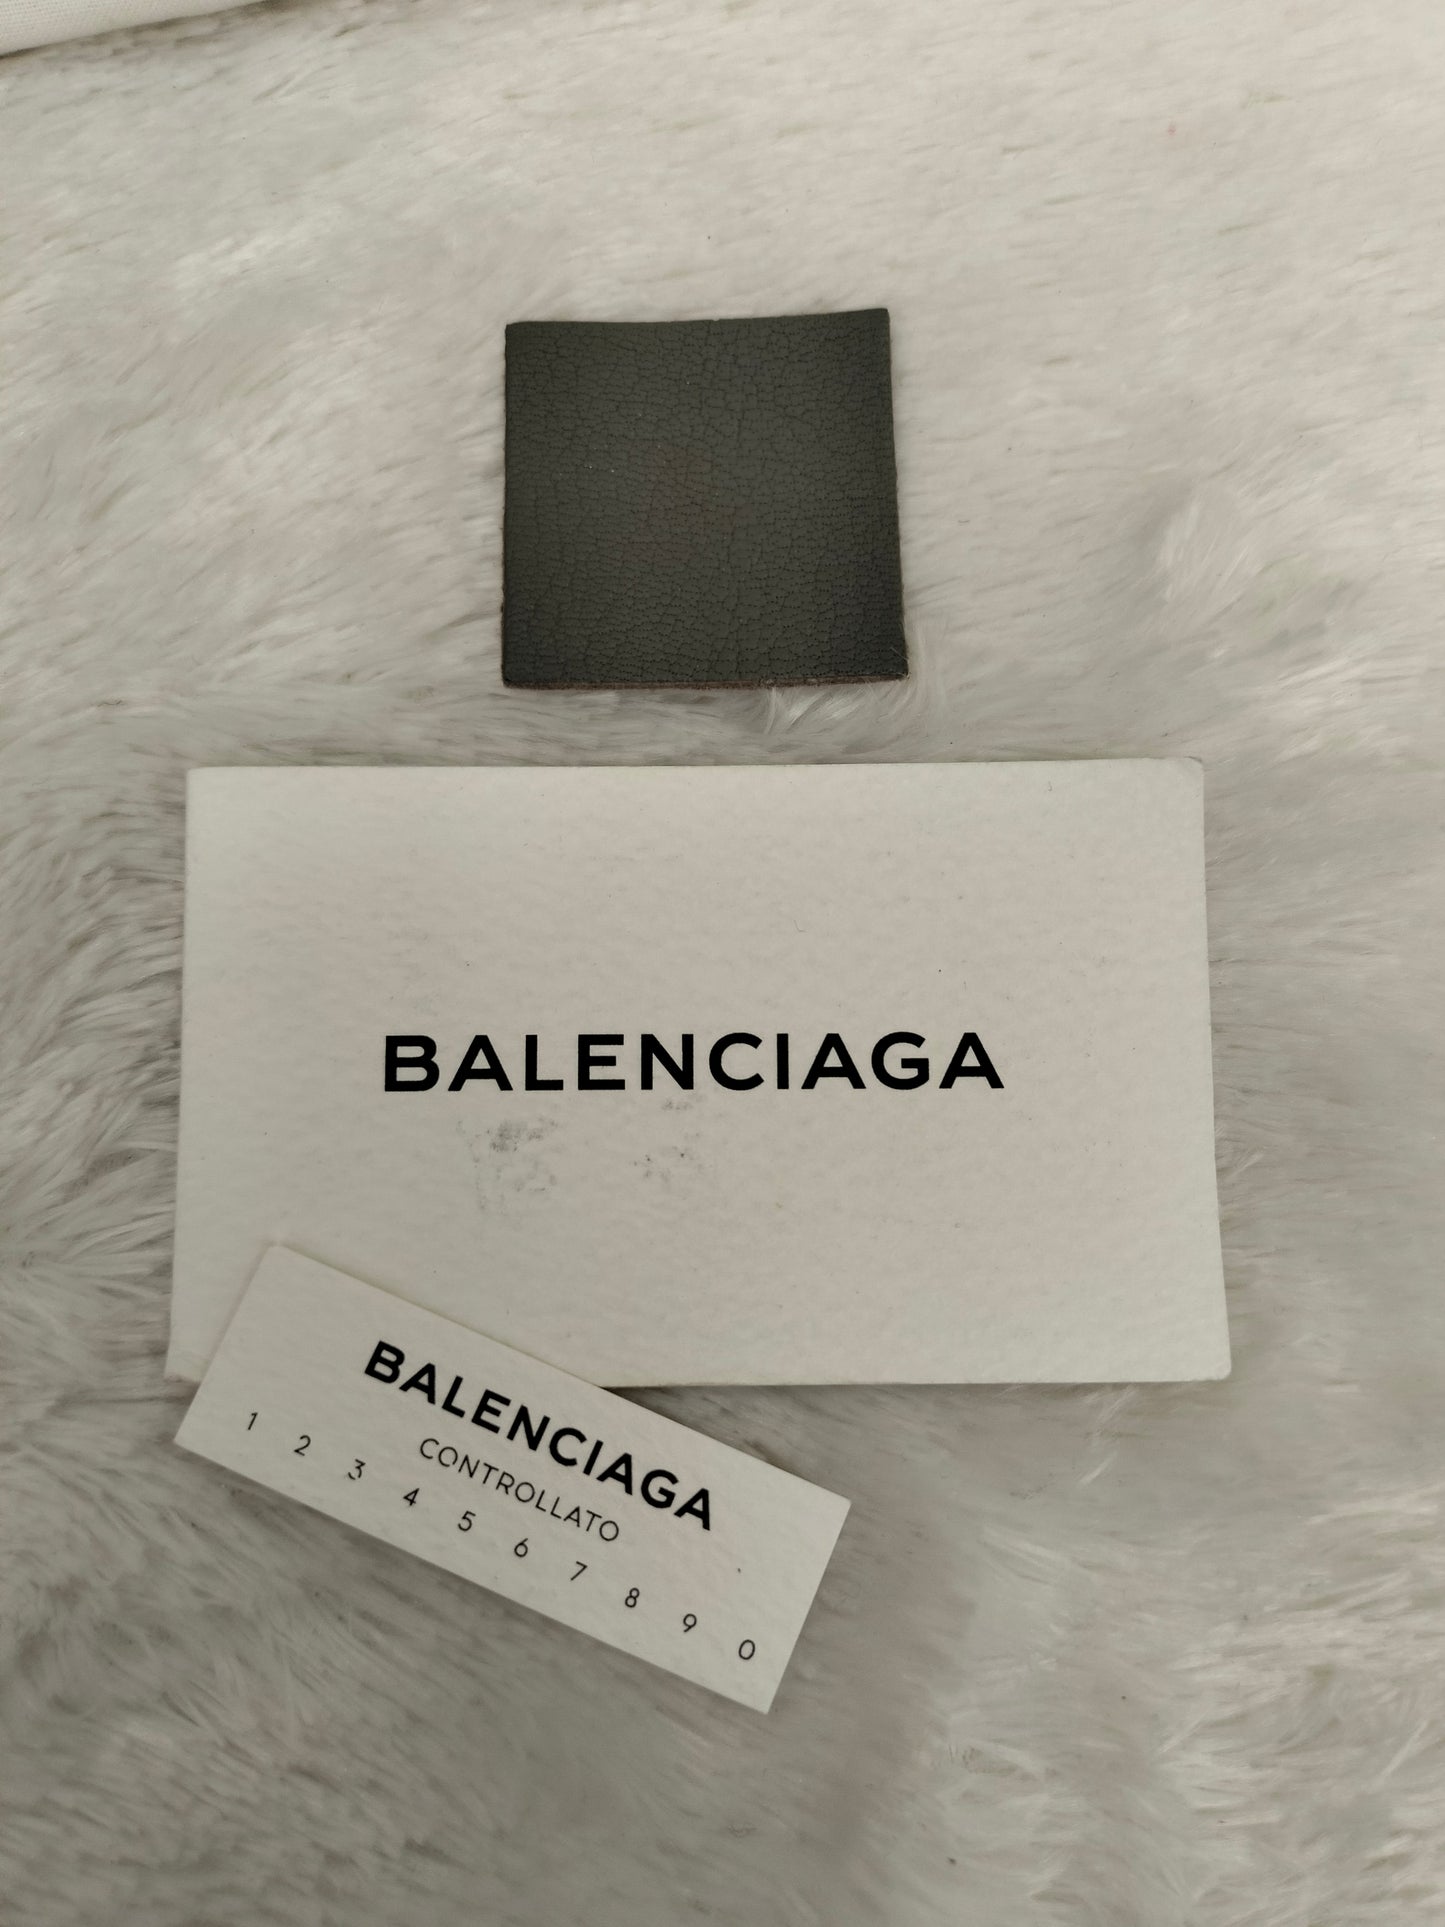 BALENCIAGA
BALENCIAGA
CONTROLLATO
1 2 3 4 5 6 7 8 9 0